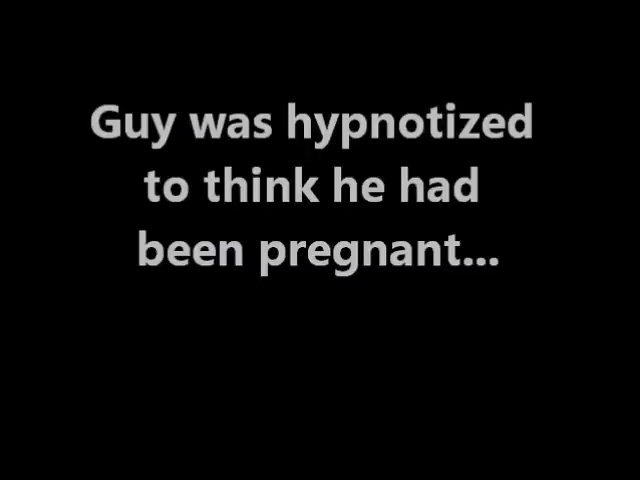 Guy was hypnotized
to think he had
been pregnant...